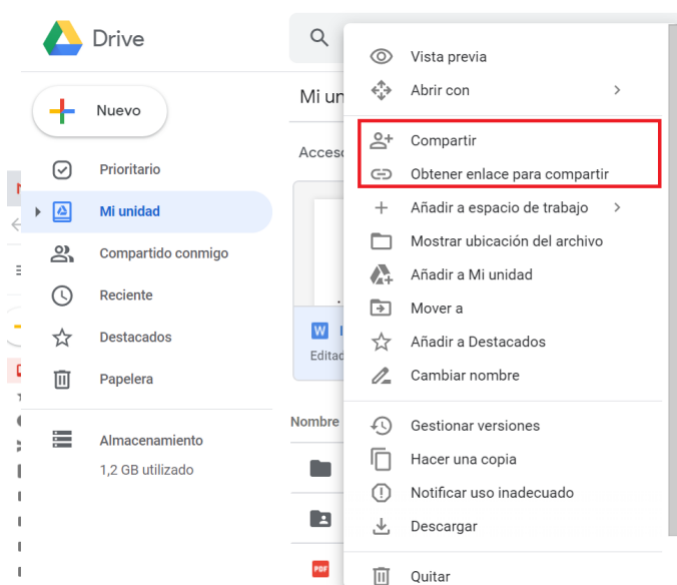 Drive
Nuevo
Prioritario
Mi unidad
Compartido conmigo
Reciente
Destacados
Papelera
Almacenamiento
1,2 GB utilizado
Mi un
Acceso
W
Editad
Nombre
PDF
Vista previa
Abrir con
Compartir
Obtener enlace para compartir
Añadir a espacio de trabajo
Mostrar ubicación del archivo
Añadir a Mi unidad
Mover a
Añadir a Destacados
Cambiar nombre
Gestionar versiones
Hacer una copia
Notificar uso inadecuado
Descargar
Quitar